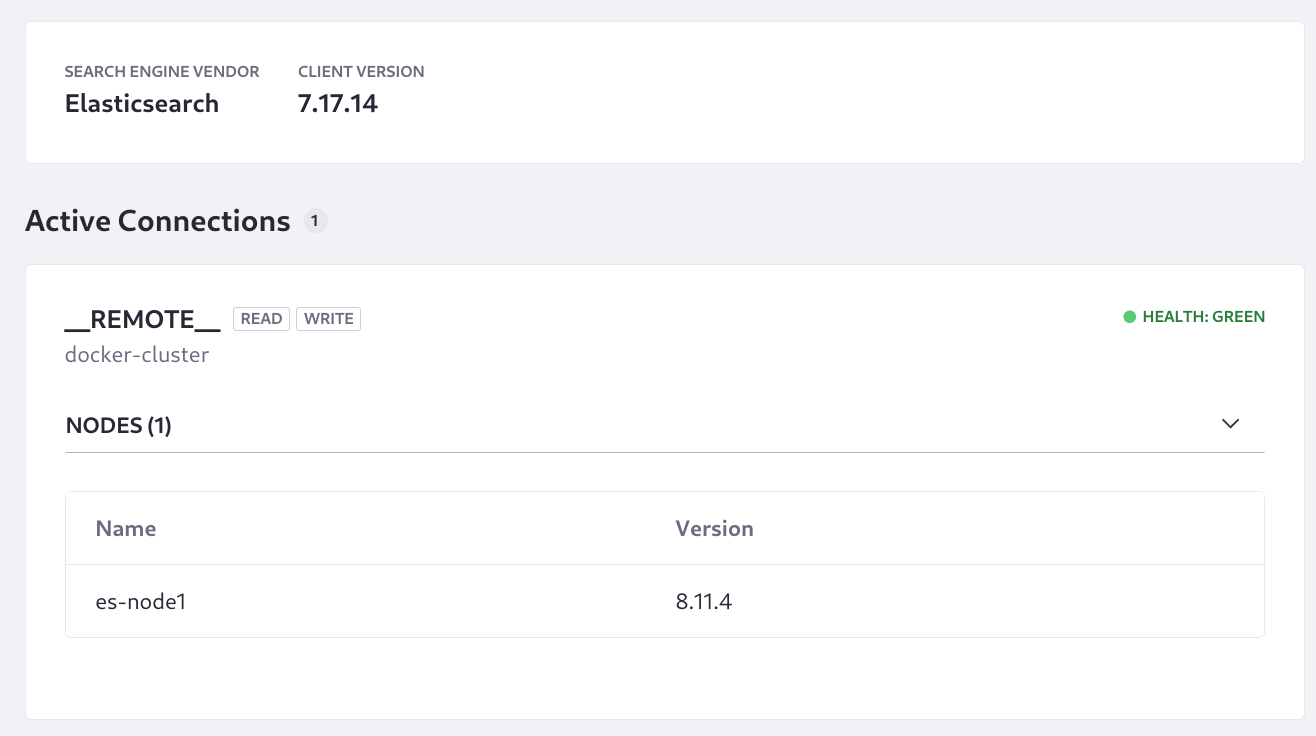 SEARCH ENGINE VENDOR CLIENT VERSION
Elasticsearch 7.17.14
Active Connections 1
__REMOTE__ READ WRITE HEALTH: GREEN
docker-cluster
NODES (1)
Name Version
es-node1 8.11.4